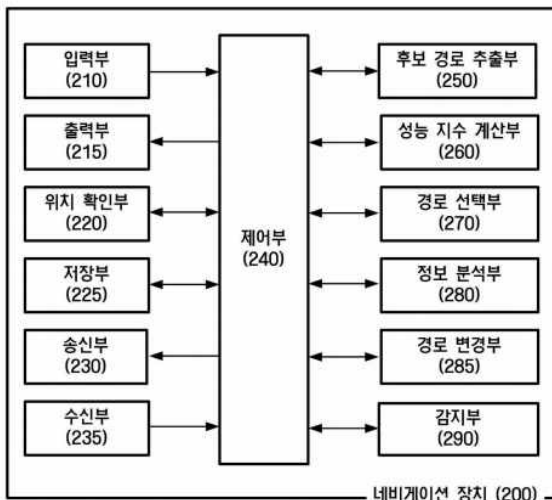 입력부
(210)
출력부
(215)
위치 확인부
(220)
저장부
(225)
송신부
(230)
수신부
(235)
제어부
(240)
후보 경로 추출부
(250)
성능 지수 계산부
(260)
경로 선택부
(270)
정보 분석부
(280)
경로 변경부
(285)
감지부
(290)
네비게이션 장치 (200)